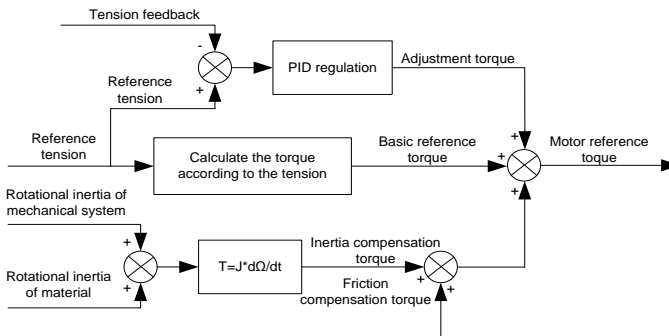 Tension feedback
-
+
PID regulation
Adjustment torque
Reference
tension
Reference
tension
Calculate the torque
according to the tension
Basic reference
torque
+
+
+
Motor reference
toque
Rotational inertia of
mechanical system
+
+
Rotational inertia
of material
T=J*dΩ/dt
Inertia compensation
torque
Friction
compensation torque
+
+